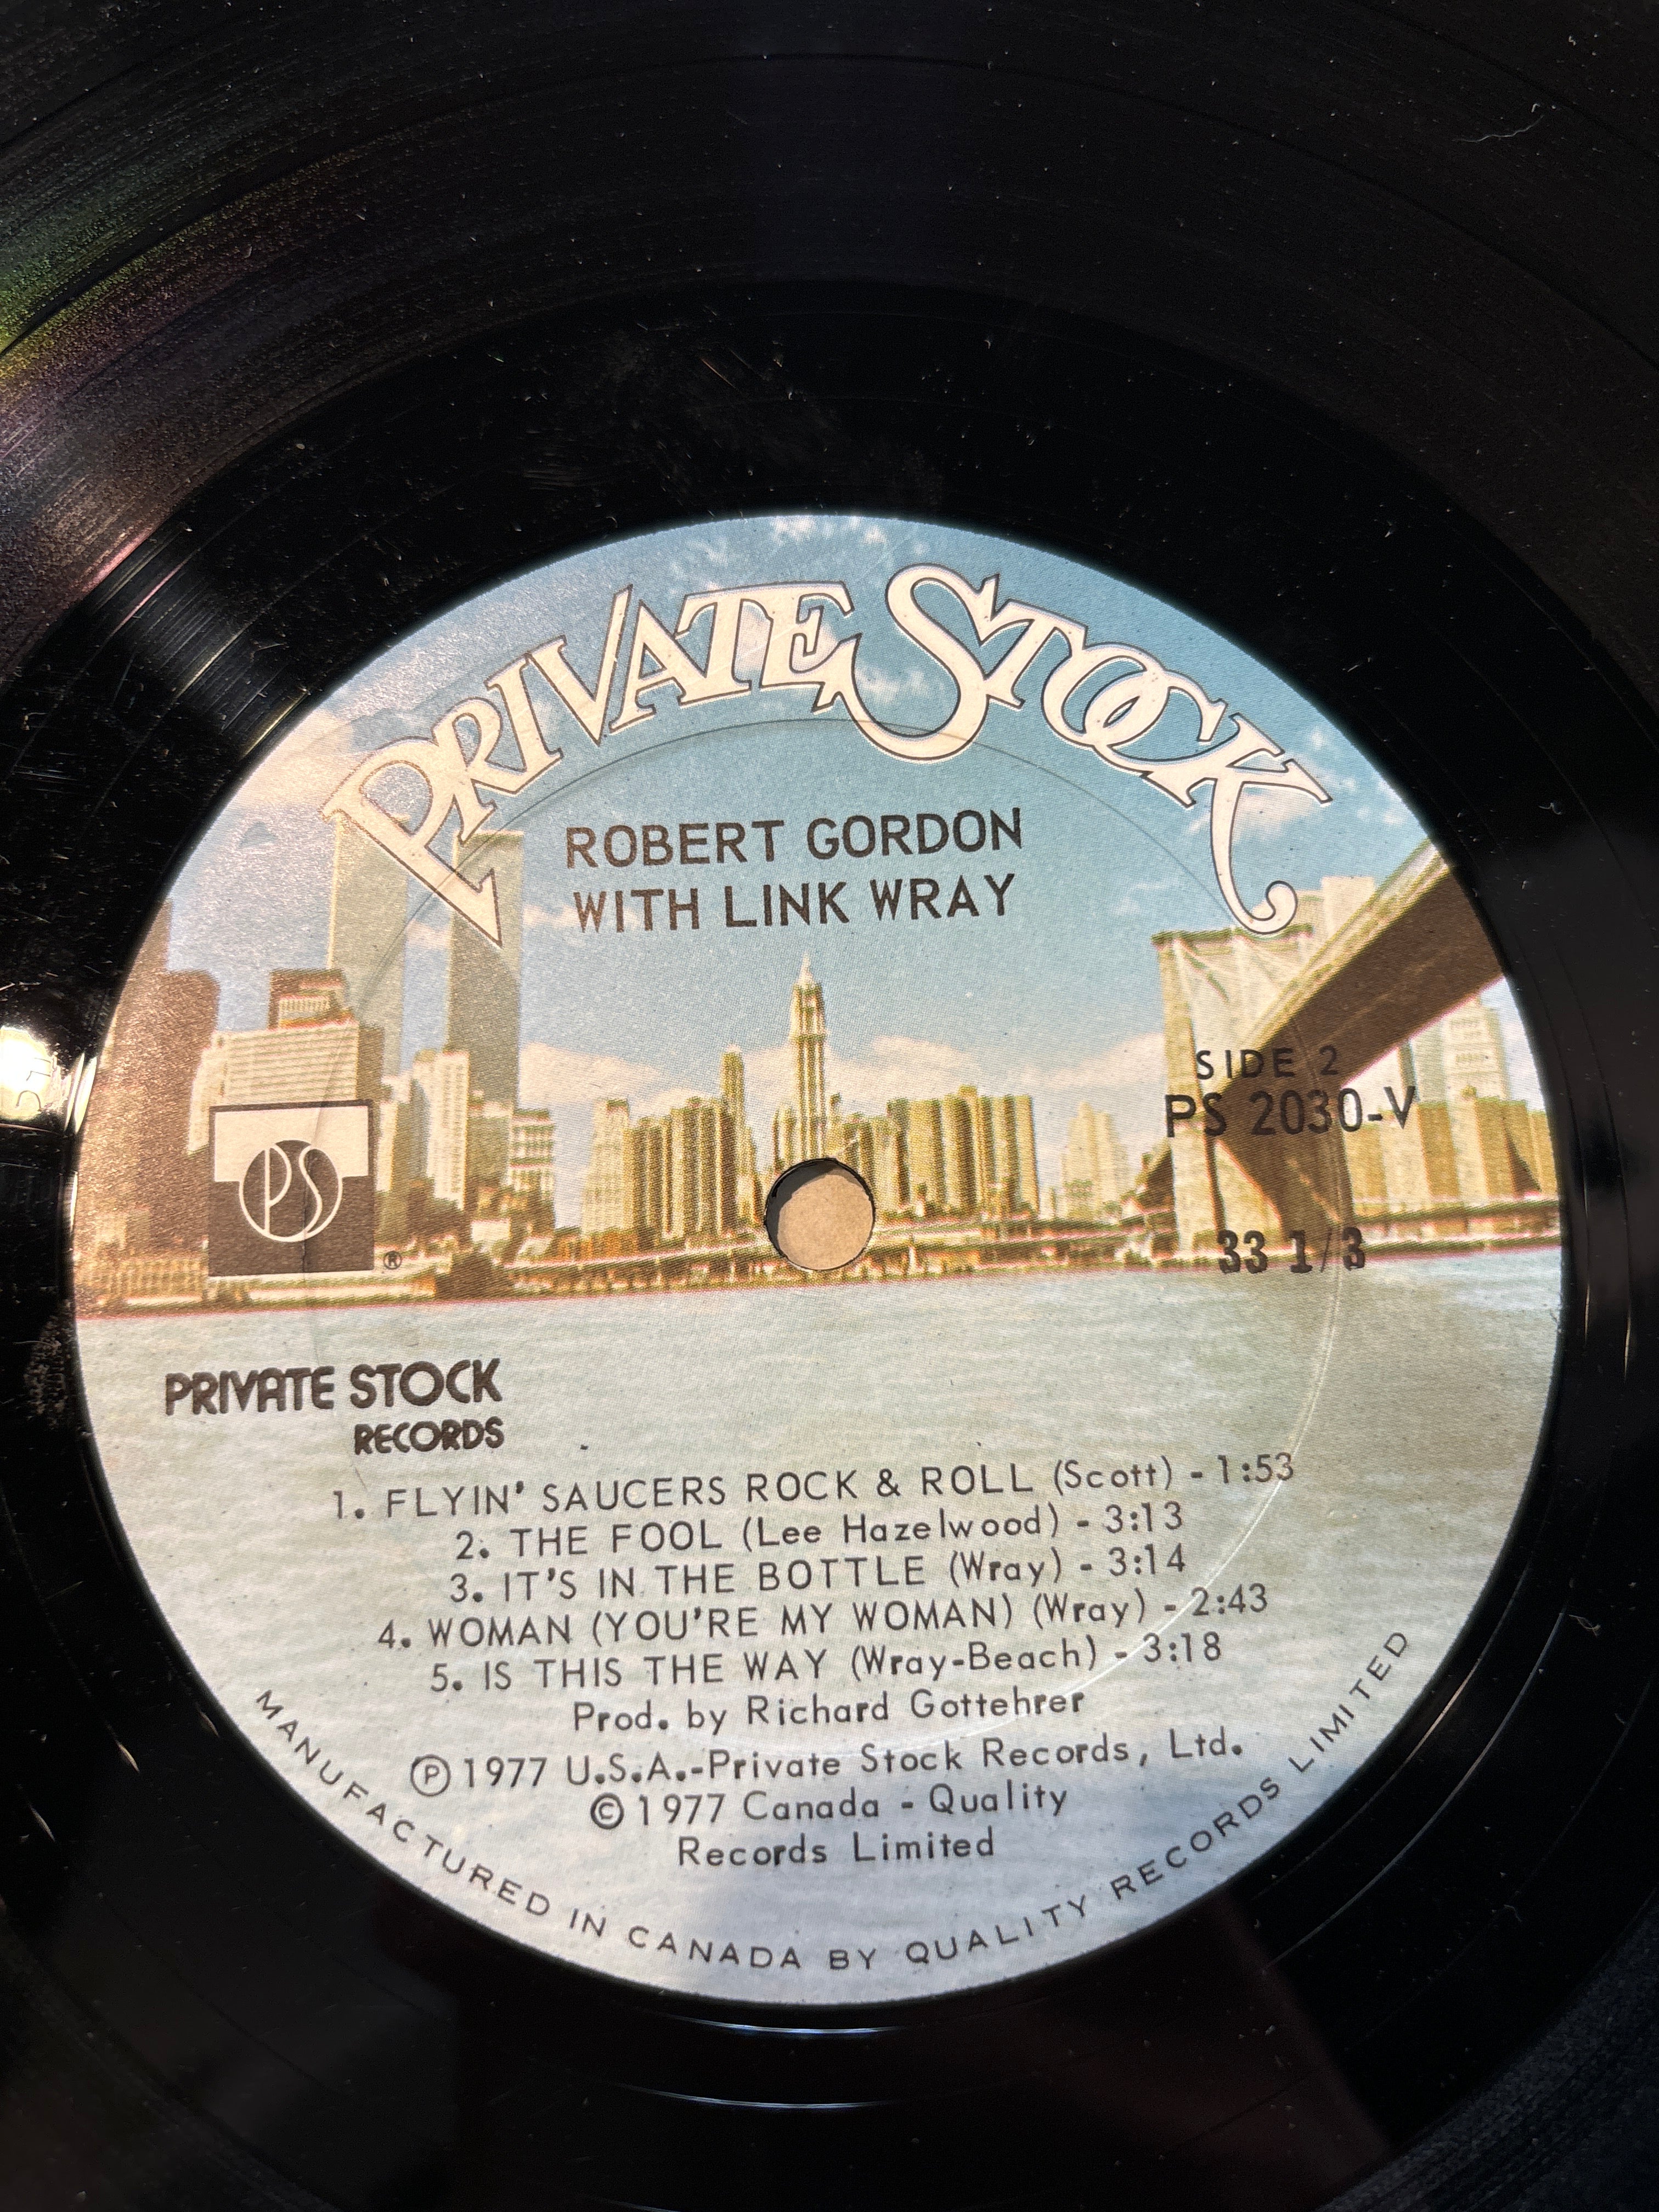 PRIVATE STOCK
ROBERT GORDON
WITH LINK WRAY
SIDE 2
PS 2030-V
PS
®
33 1/3
PRIVATE STOCK
RECORDS
1. FLYIN' SAUCERS ROCK & ROLL (Scott) - 1:53
2. THE FOOL (Lee Hazelwood) - 3:13
3. IT'S IN THE BOTTLE (Wray) - 3:14
4. WOMAN (YOU'RE MY WOMAN) (Wray) - 2:43
5. IS THIS THE WAY (Wray-Beach) - 3:18
Prod. by Richard Gottehrer
℗ 1977 U.S.A.-Private Stock Records, Ltd.
© 1977 Canada - Quality
Records Limited
MANUFACTURED IN CANADA BY QUALITY RECORDS LIMITED